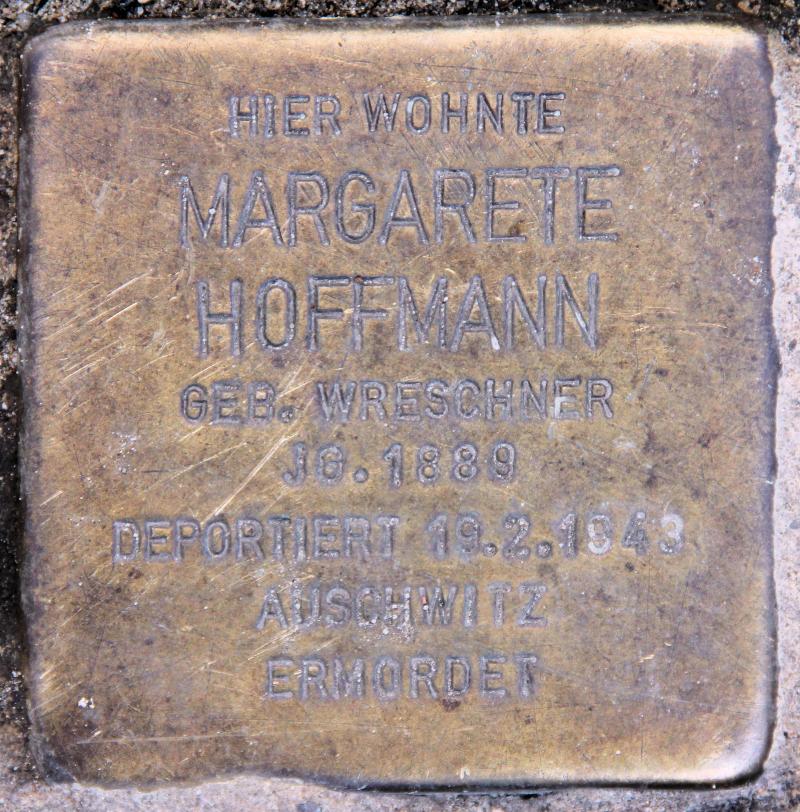 HIER WOHNTE
MARGARETE
HOFFMANN
GEB. WRESCHNER
JG. 1889
DEPORTIERT 19.2.1943
AUSCHWITZ
ERMORDET